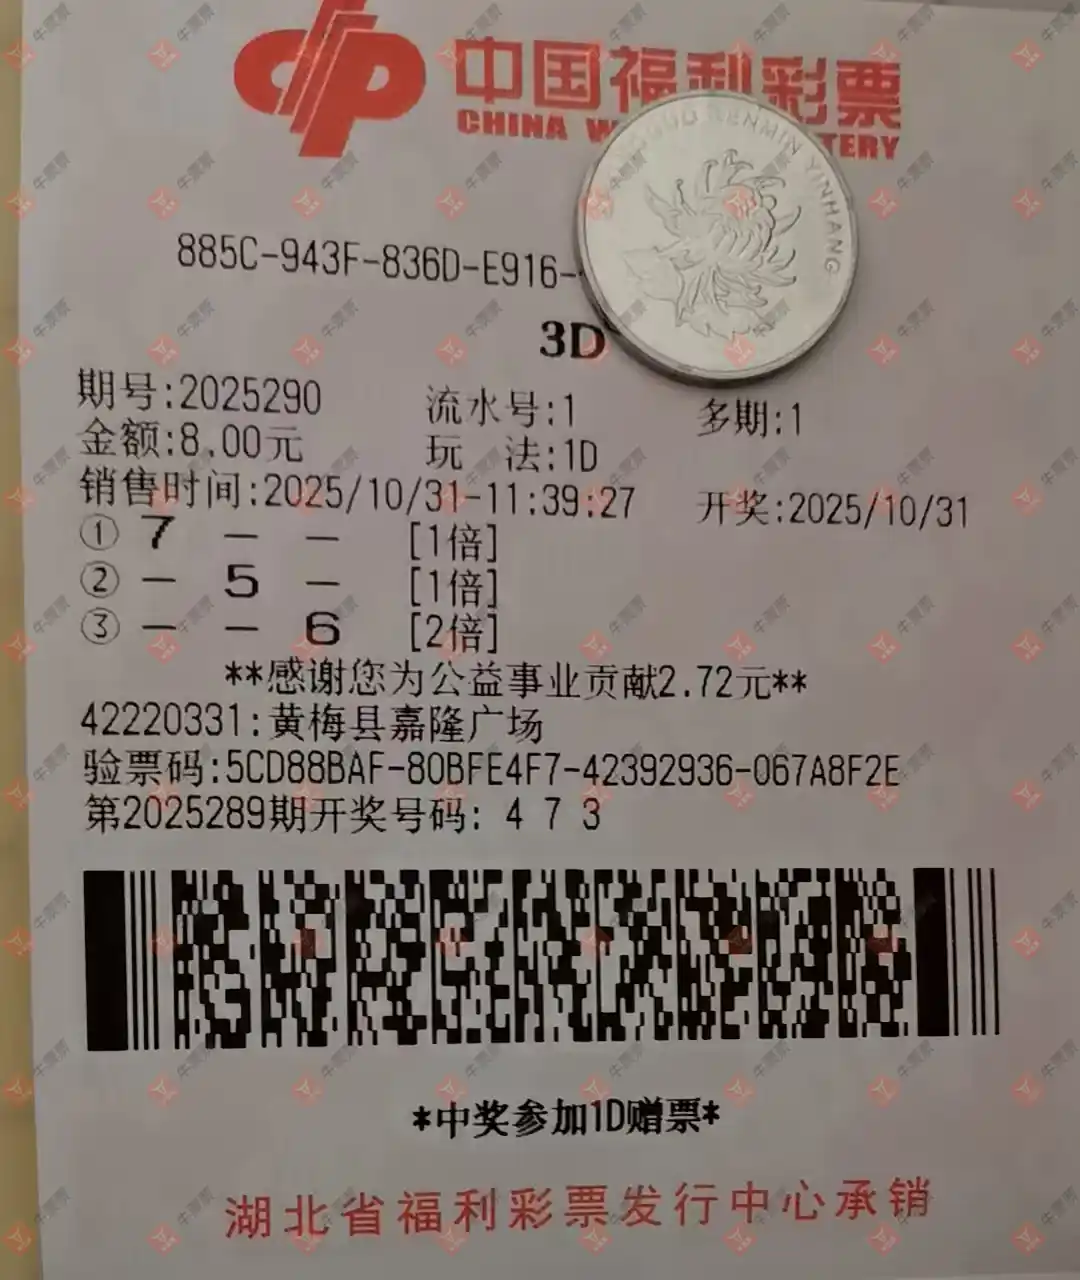 中国福利彩票
CHINA W TERY
RENMIN YINHANG
885C-943F-836D-E916-
3D
期号:2025290 流水号:1 多期:1
金额:8.00元 玩 法:1D
销售时间:2025/10/31-11:39:27 开奖:2025/10/31
① 7 - - [1倍]
② - 5 - [1倍]
③ - - 6 [2倍]
**感谢您为公益事业贡献2.72元**
42220331:黄梅县嘉隆广场
验票码:5CD88BAF-80BFE4F7-42392936-067A8F2E
第2025289期开奖号码: 4 7 3
*中奖参加1D赠票*
湖北省福利彩票发行中心承销
牛票票